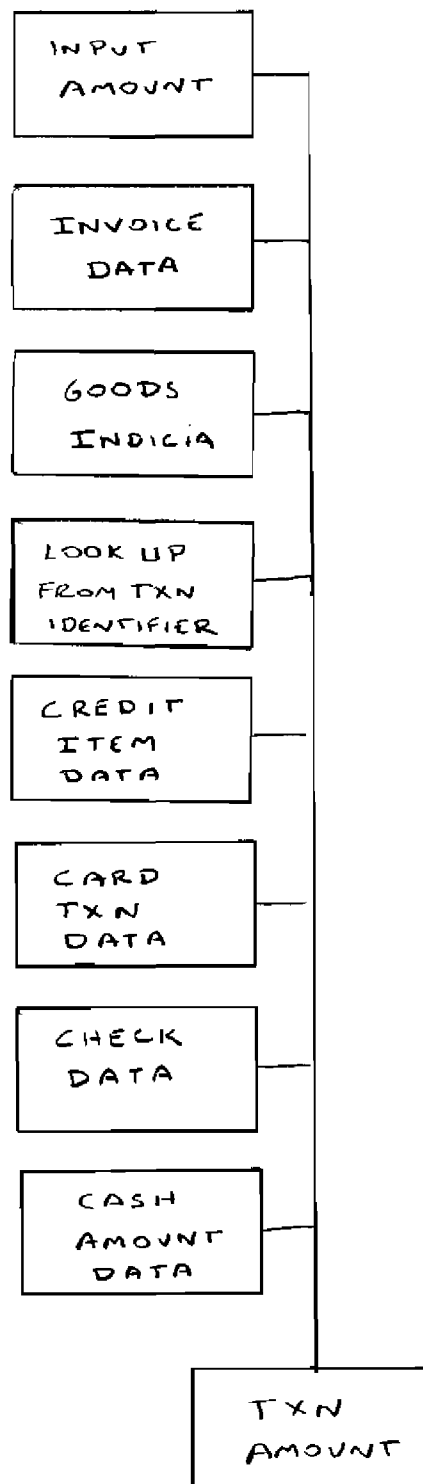 INPUT
AMOUNT
INVOICE
DATA
GOODS
INDICIA
LOOK UP
FROM TXN
IDENTIFIER
CREDIT
ITEM
DATA
CARD
TXN
DATA
CHECK
DATA
CASH
AMOUNT
DATA
TXN
AMOUNT